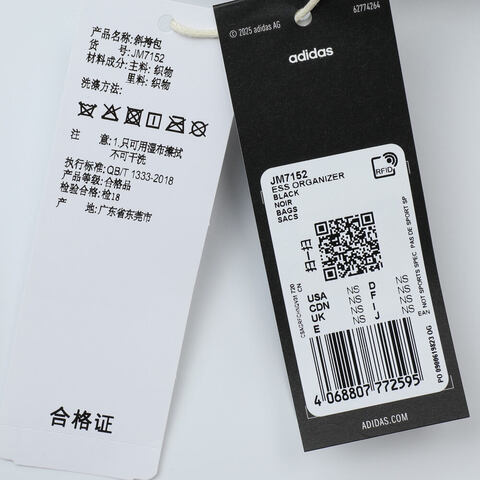 产品名称: 斜挎包
货 号: JM7152
材料成分: 主料: 织物
里料: 织物
洗涤方法:
注 意: 1.只可用湿布擦拭
不可干洗
执行标准: QB/T 1333-2018
产品等级: 合格品
检验合格: 检18
产 地: 广东省东莞市
合格证
© 2025 adidas AG
62774264
adidas
JM7152
ESS ORGANIZER
BLACK
NOIR
BAGS
SACS
RFID
USA NS D NS
CDN NS F NS
UK NS I NS
E NS J NS
EAN
NOT SPORTS SPEC
PAS DE SPORT SP
PO 0900619823 OG
4 068807 772595
ADIDAS.COM